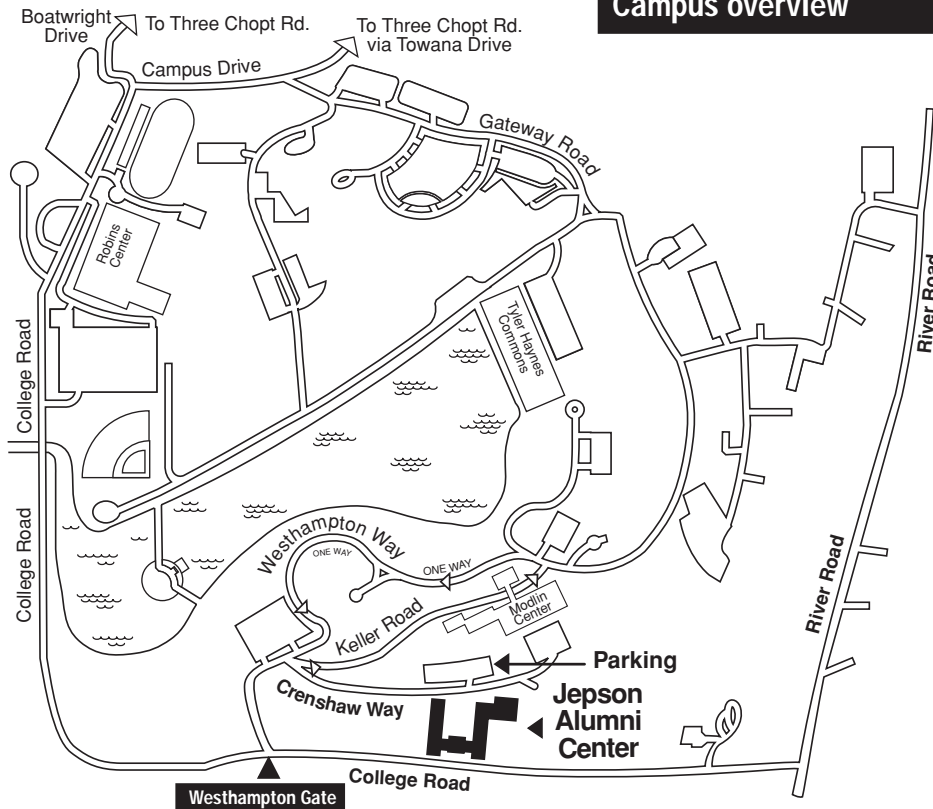 Campus overview
Boatwright
Drive
To Three Chopt Rd.
To Three Chopt Rd.
via Towana Drive
Campus Drive
Gateway Road
River Road
Robins
Center
Tyler Haynes
Commons
College Road
College Road
Westhampton Way
ONE WAY
ONE WAY
Keller Road
Modlin
Center
River Road
Parking
Crenshaw Way
Jepson
Alumni
Center
College Road
Westhampton Gate